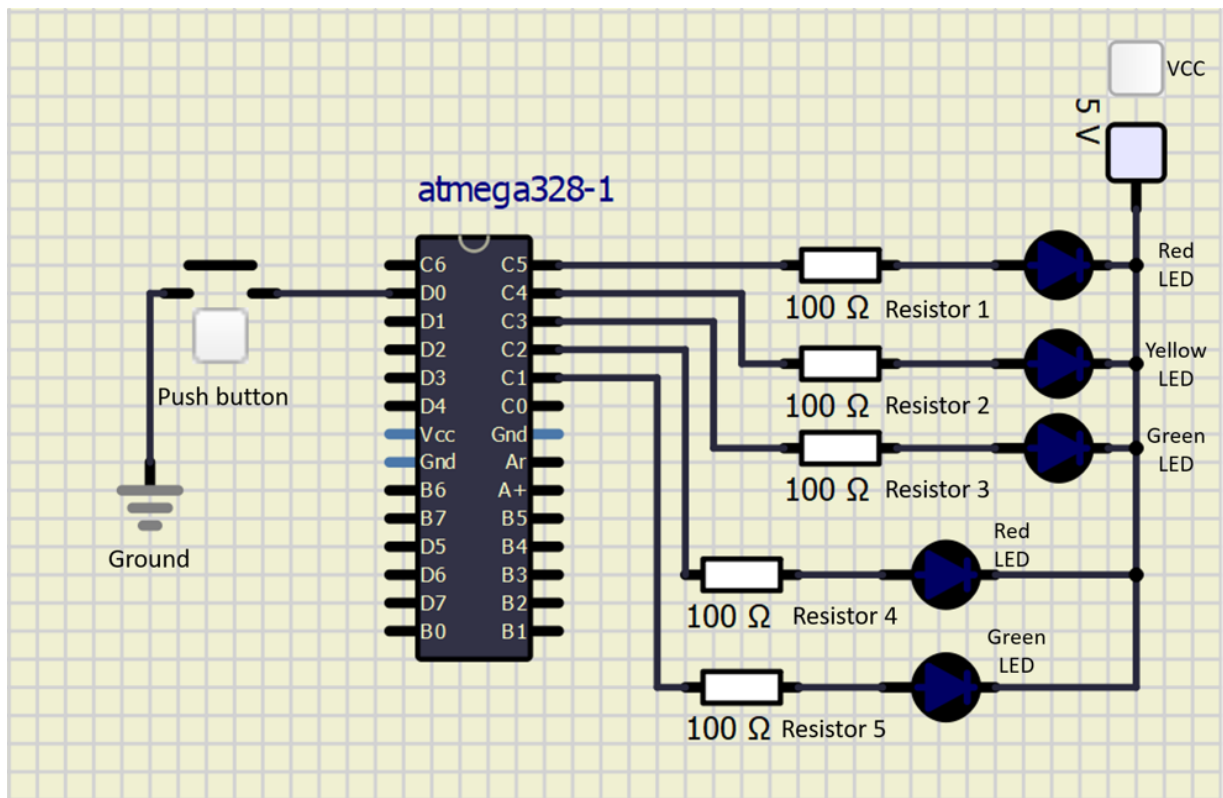 VCC
5 V
atmega328-1
Red
LED
C6 C5
D0 C4
100 Ω Resistor 1
D1 C3
D2 C2
Yellow
LED
D3 C1
Push button
100 Ω Resistor 2
D4 C0
Vcc Gnd
Green
LED
Gnd Ar
B6 A+
100 Ω Resistor 3
B7 B5
Red
LED
D5 B4
Ground
D6 B3
D7 B2
100 Ω Resistor 4
B0 B1
Green
LED
100 Ω Resistor 5